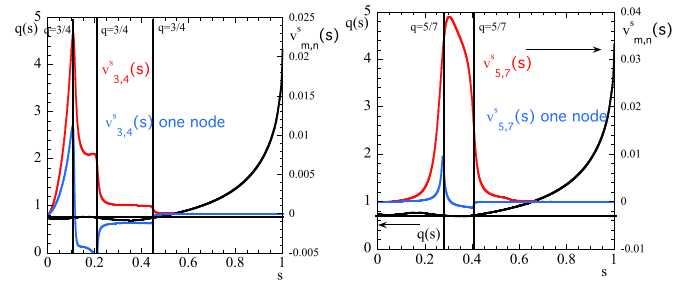 q(s)
q=3/4
q=3/4
q=3/4
v^s_{m,n}(s)
v^s_{3,4}(s)
v^s_{3,4}(s) one node
5
4
3
2
1
0
0.025
0.02
0.015
0.01
0.005
0
-0.005
0
0.2
0.4
0.6
0.8
1
s
q(s)
q=5/7
q=5/7
v^s_{m,n}(s)
v^s_{5,7}(s)
v^s_{5,7}(s) one node
q(s)
5
4
3
2
1
0
0.04
0.03
0.02
0.01
0
-0.01
0
0.2
0.4
0.6
0.8
1
s